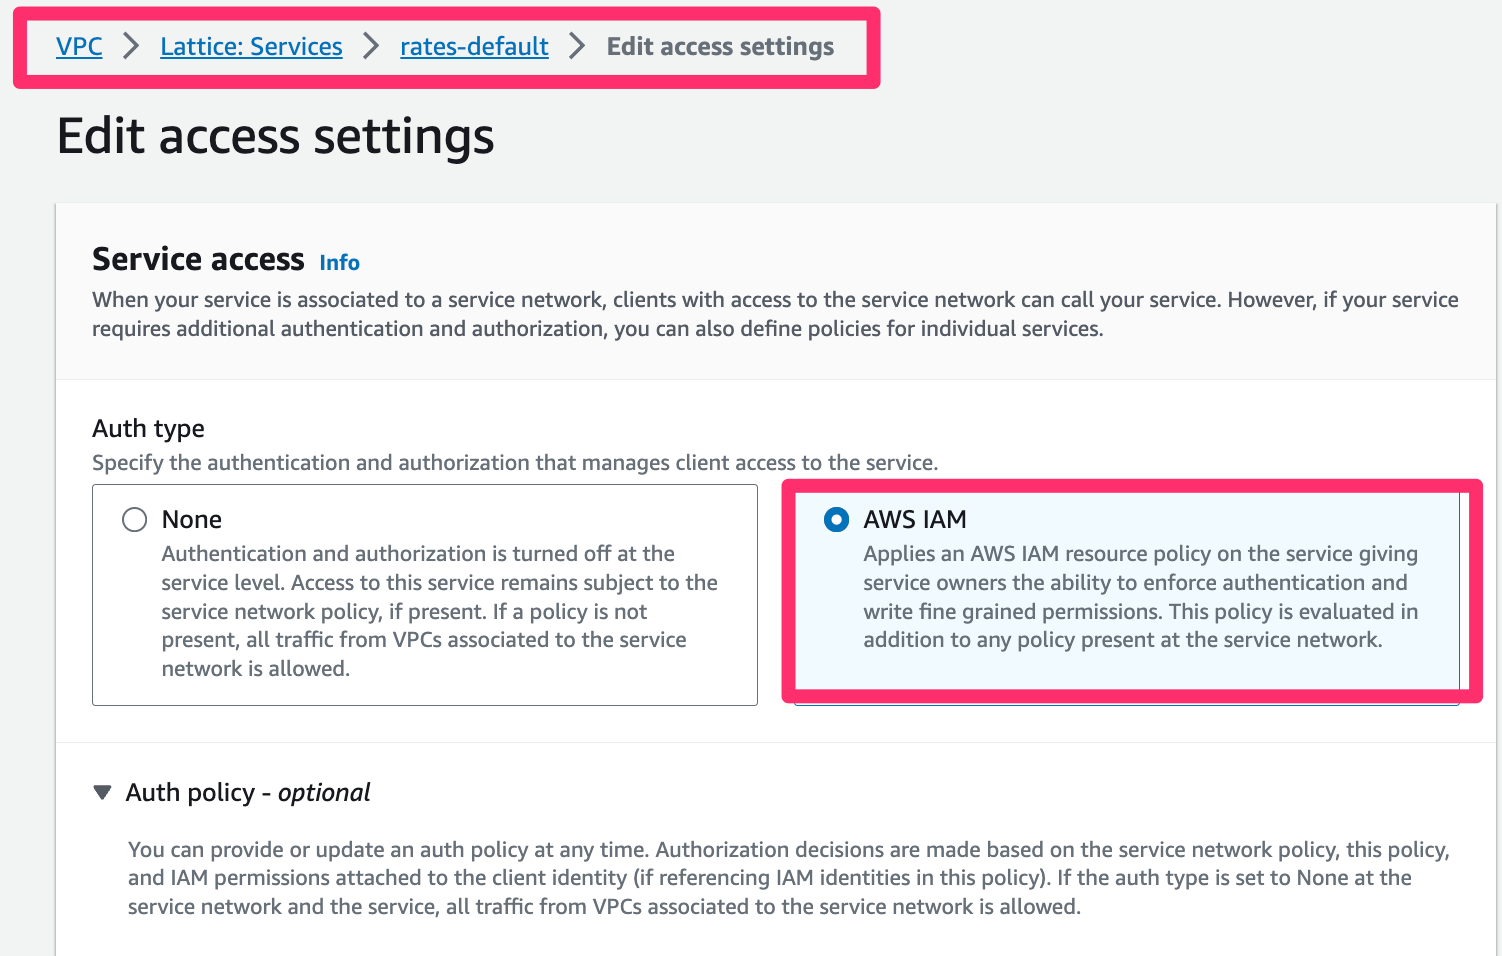 VPC > Lattice: Services > rates-default > Edit access settings
Edit access settings
Service access Info
When your service is associated to a service network, clients with access to the service network can call your service. However, if your service
requires additional authentication and authorization, you can also define policies for individual services.
Auth type
Specify the authentication and authorization that manages client access to the service.
None
Authentication and authorization is turned off at the
service level. Access to this service remains subject to the
service network policy, if present. If a policy is not
present, all traffic from VPCs associated to the service
network is allowed.
AWS IAM
Applies an AWS IAM resource policy on the service giving
service owners the ability to enforce authentication and
write fine grained permissions. This policy is evaluated in
addition to any policy present at the service network.
Auth policy - optional
You can provide or update an auth policy at any time. Authorization decisions are made based on the service network policy, this policy,
and IAM permissions attached to the client identity (if referencing IAM identities in this policy). If the auth type is set to None at the
service network and the service, all traffic from VPCs associated to the service network is allowed.